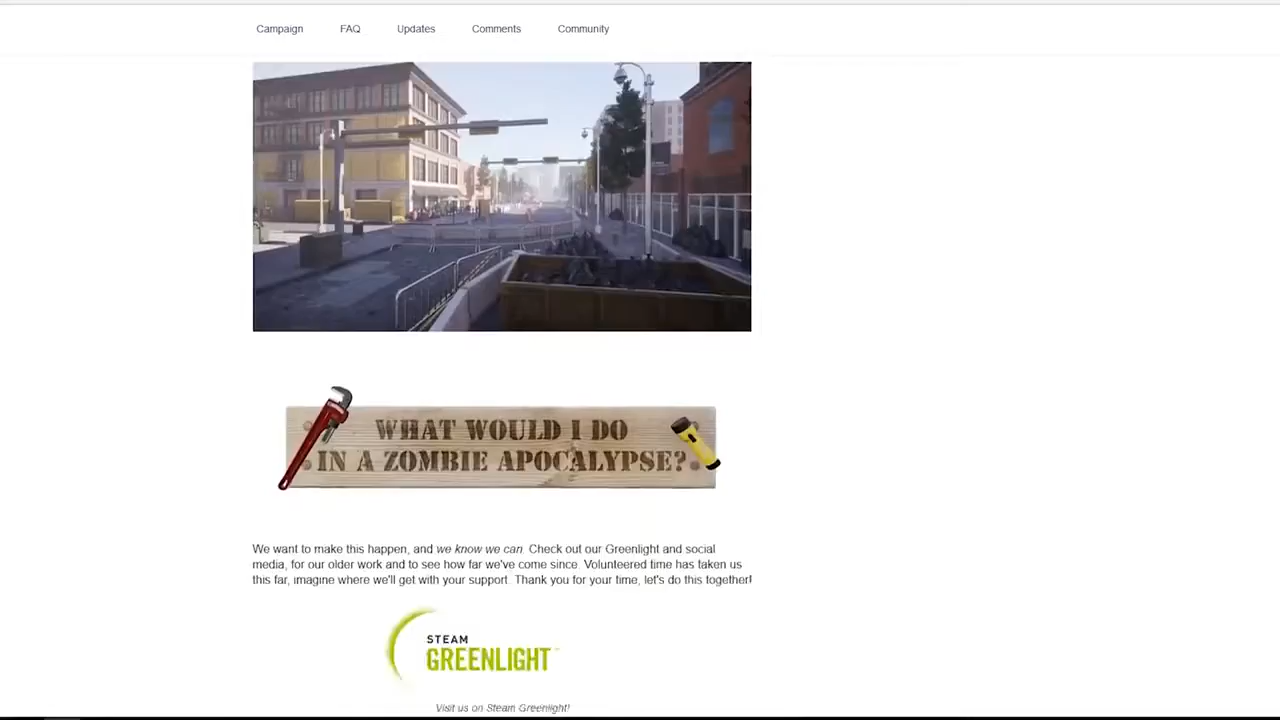 Campaign FAQ Updates Comments Community
WHAT WOULD I DO
IN A ZOMBIE APOCALYPSE?
We want to make this happen, and we know we can. Check out our Greenlight and social
media, for our older work and to see how far we've come since. Volunteered time has taken us
this far, imagine where we'll get with your support. Thank you for your time, let's do this together!
STEAM
GREENLIGHT
Visit us on Steam Greenlight!